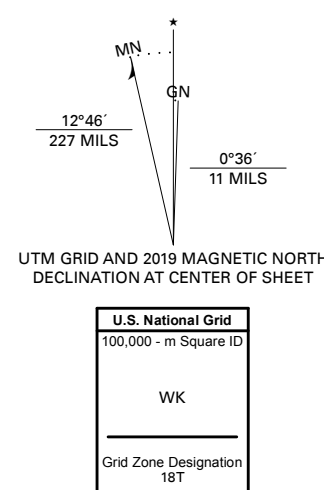 ★
MN
GN
12°46´
227 MILS
0°36´
11 MILS
UTM GRID AND 2019 MAGNETIC NORTH
DECLINATION AT CENTER OF SHEET
U.S. National Grid
100,000 - m Square ID
WK
Grid Zone Designation
18T